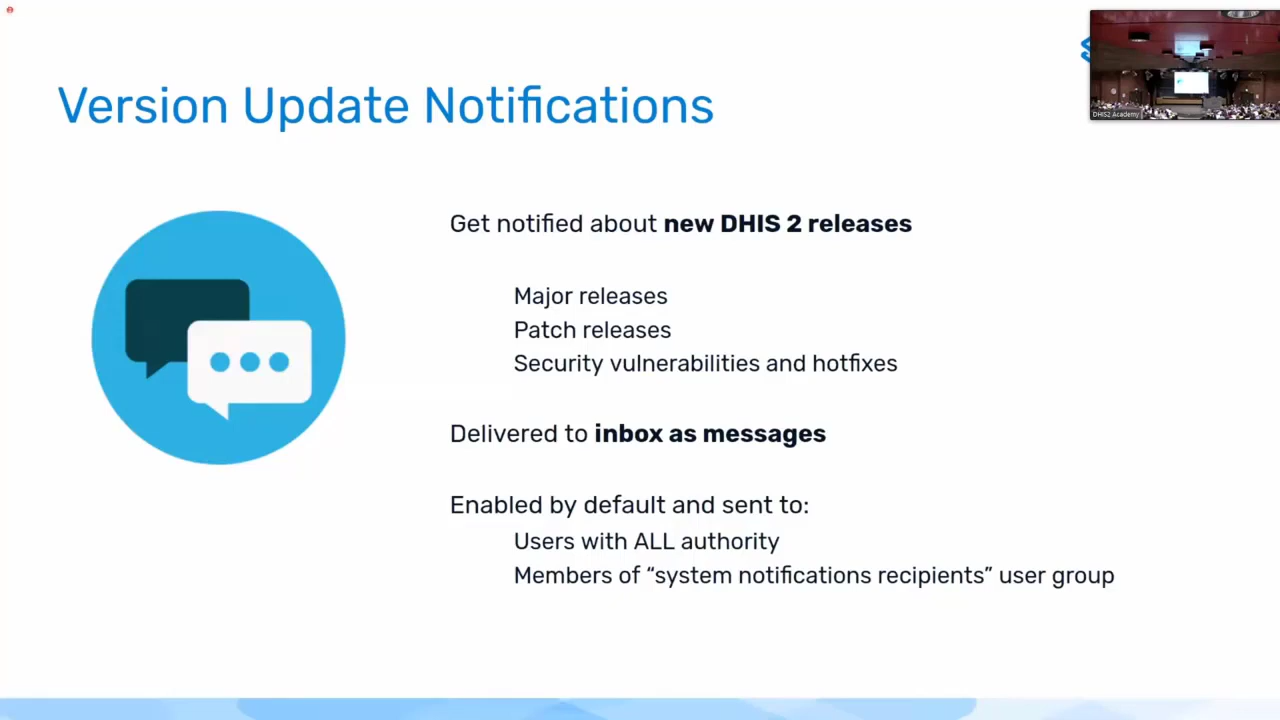 Version Update Notifications
Get notified about new DHIS 2 releases
Major releases
Patch releases
Security vulnerabilities and hotfixes
Delivered to inbox as messages
Enabled by default and sent to:
Users with ALL authority
Members of “system notifications recipients” user group
DHIS2 Academy